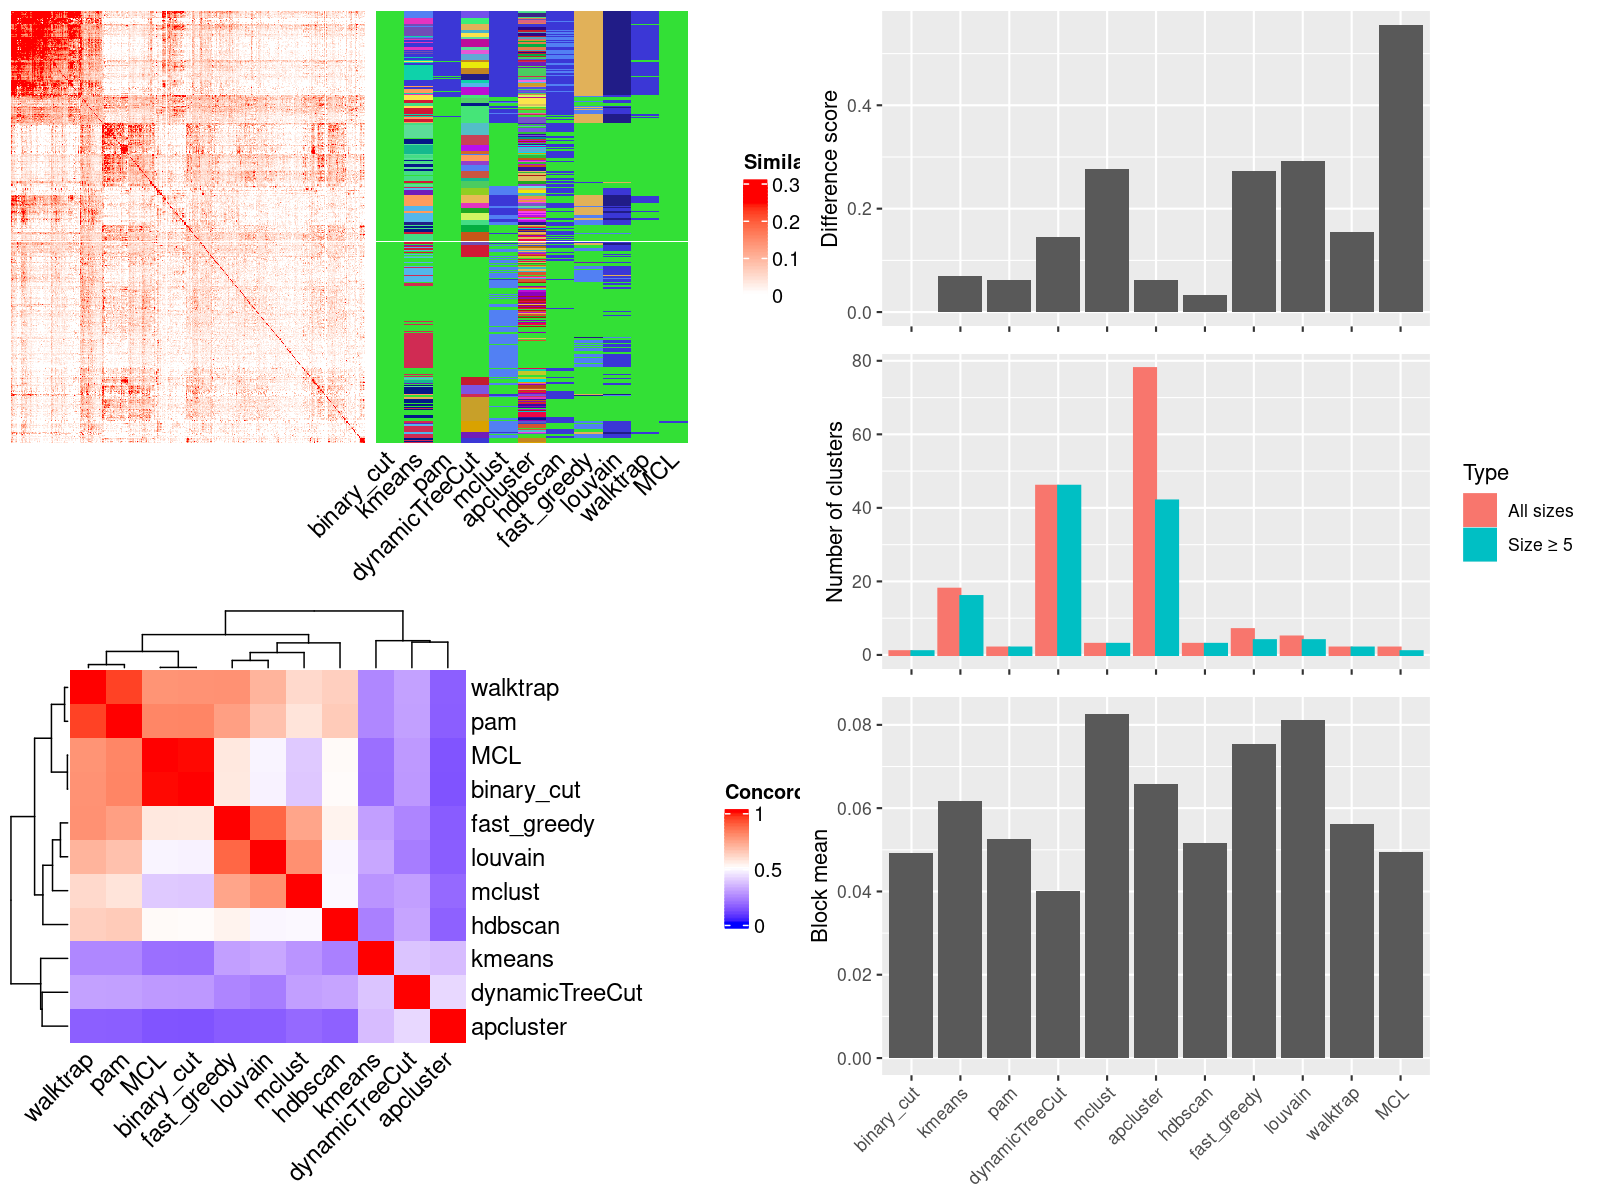 Simila
0.3
0.2
0.1
0
binary_cut
kmeans
pam
dynamicTreeCut
mclust
apcluster
hdbscan
fast_greedy
louvain
walktrap
MCL
walktrap
pam
MCL
binary_cut
fast_greedy
louvain
mclust
hdbscan
kmeans
dynamicTreeCut
apcluster
walktrap
pam
MCL
binary_cut
fast_greedy
louvain
mclust
hdbscan
kmeans
dynamicTreeCut
apcluster
Concord
1
0.5
0
Difference score
0.4
0.2
0.0
Number of clusters
80
60
40
20
0
Type
All sizes
Size ≥ 5
Block mean
0.08
0.06
0.04
0.02
0.00
binary_cut
kmeans
pam
dynamicTreeCut
mclust
apcluster
hdbscan
fast_greedy
louvain
walktrap
MCL